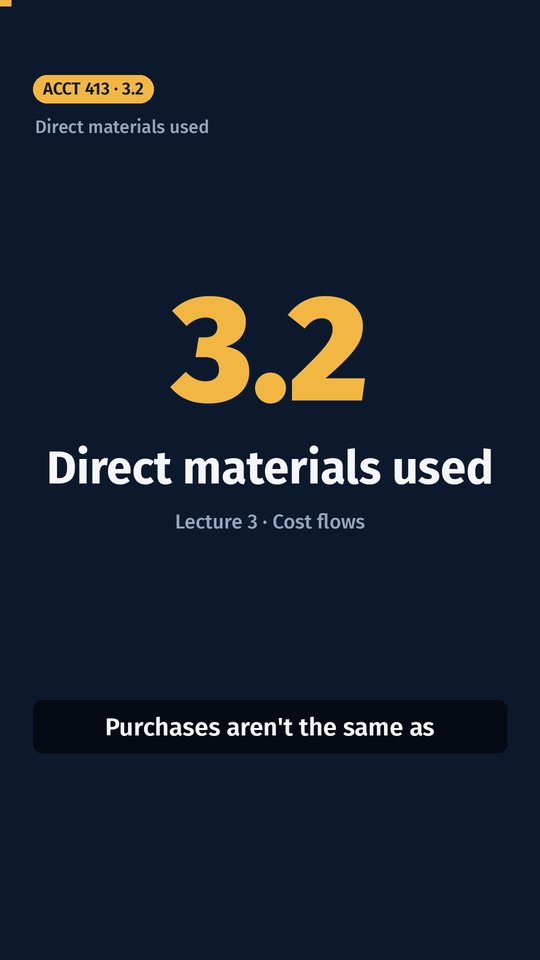 ACCT 413 · 3.2
Direct materials used
3.2
Direct materials used
Lecture 3 · Cost flows
Purchases aren't the same as